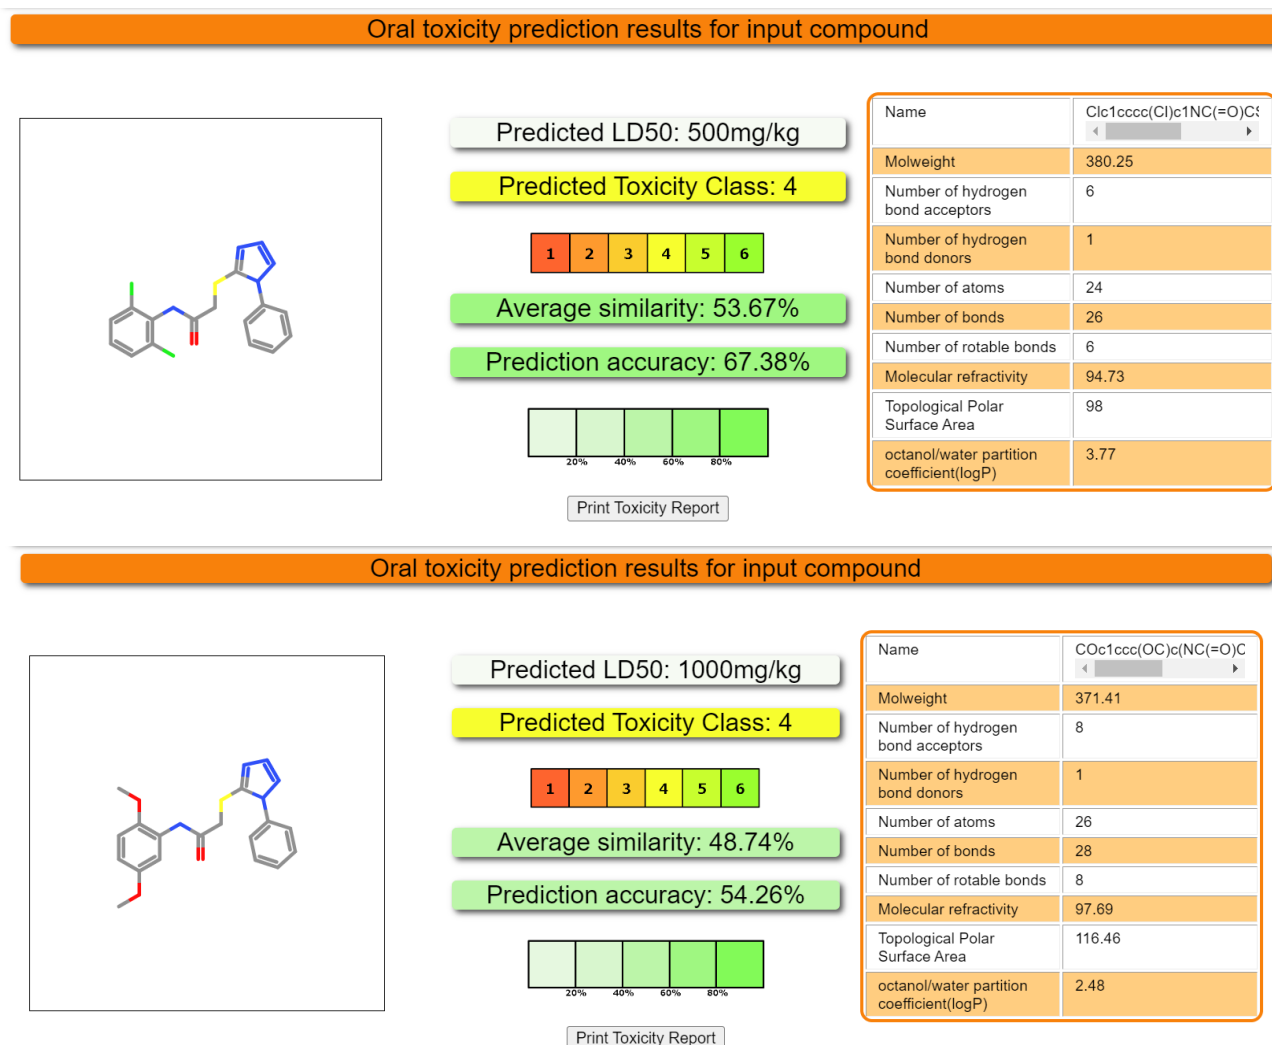 Oral toxicity prediction results for input compound
Predicted LD50: 500mg/kg
Predicted Toxicity Class: 4
1 2 3 4 5 6
Average similarity: 53.67%
Prediction accuracy: 67.38%
20% 40% 60% 80%
Print Toxicity Report
Name Clc1cccc(Cl)c1NC(=O)CS
Molweight 380.25
Number of hydrogen
bond acceptors 6
Number of hydrogen
bond donors 1
Number of atoms 24
Number of bonds 26
Number of rotable bonds 6
Molecular refractivity 94.73
Topological Polar
Surface Area 98
octanol/water partition
coefficient(logP) 3.77
Oral toxicity prediction results for input compound
Predicted LD50: 1000mg/kg
Predicted Toxicity Class: 4
1 2 3 4 5 6
Average similarity: 48.74%
Prediction accuracy: 54.26%
20% 40% 60% 80%
Print Toxicity Report
Name COc1ccc(OC)c(NC(=O)C
Molweight 371.41
Number of hydrogen
bond acceptors 8
Number of hydrogen
bond donors 1
Number of atoms 26
Number of bonds 28
Number of rotable bonds 8
Molecular refractivity 97.69
Topological Polar
Surface Area 116.46
octanol/water partition
coefficient(logP) 2.48